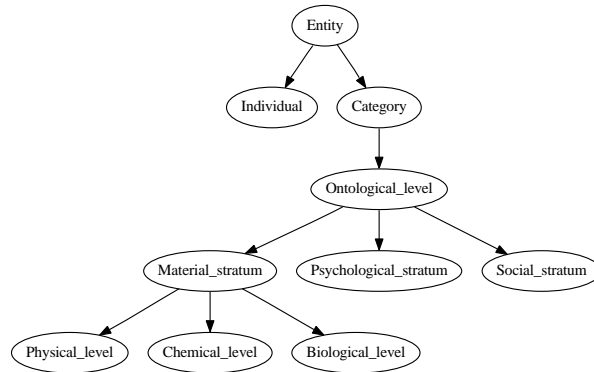 Entity
Individual
Category
Ontological_level
Material_stratum
Psychological_stratum
Social_stratum
Physical_level
Chemical_level
Biological_level